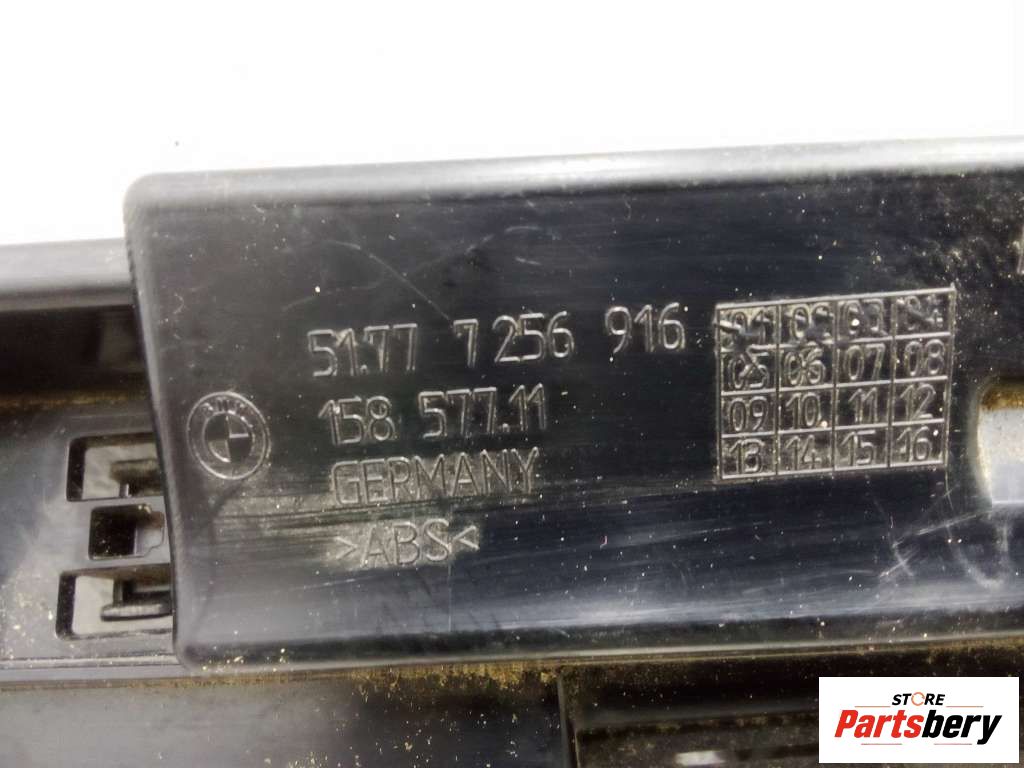 51.77 7 256 916
158 577.11
GERMANY
>ABS<
BMW
01 02 03 04
05 06 07 08
09 10 11 12
13 14 15 16
STORE
Partsbery